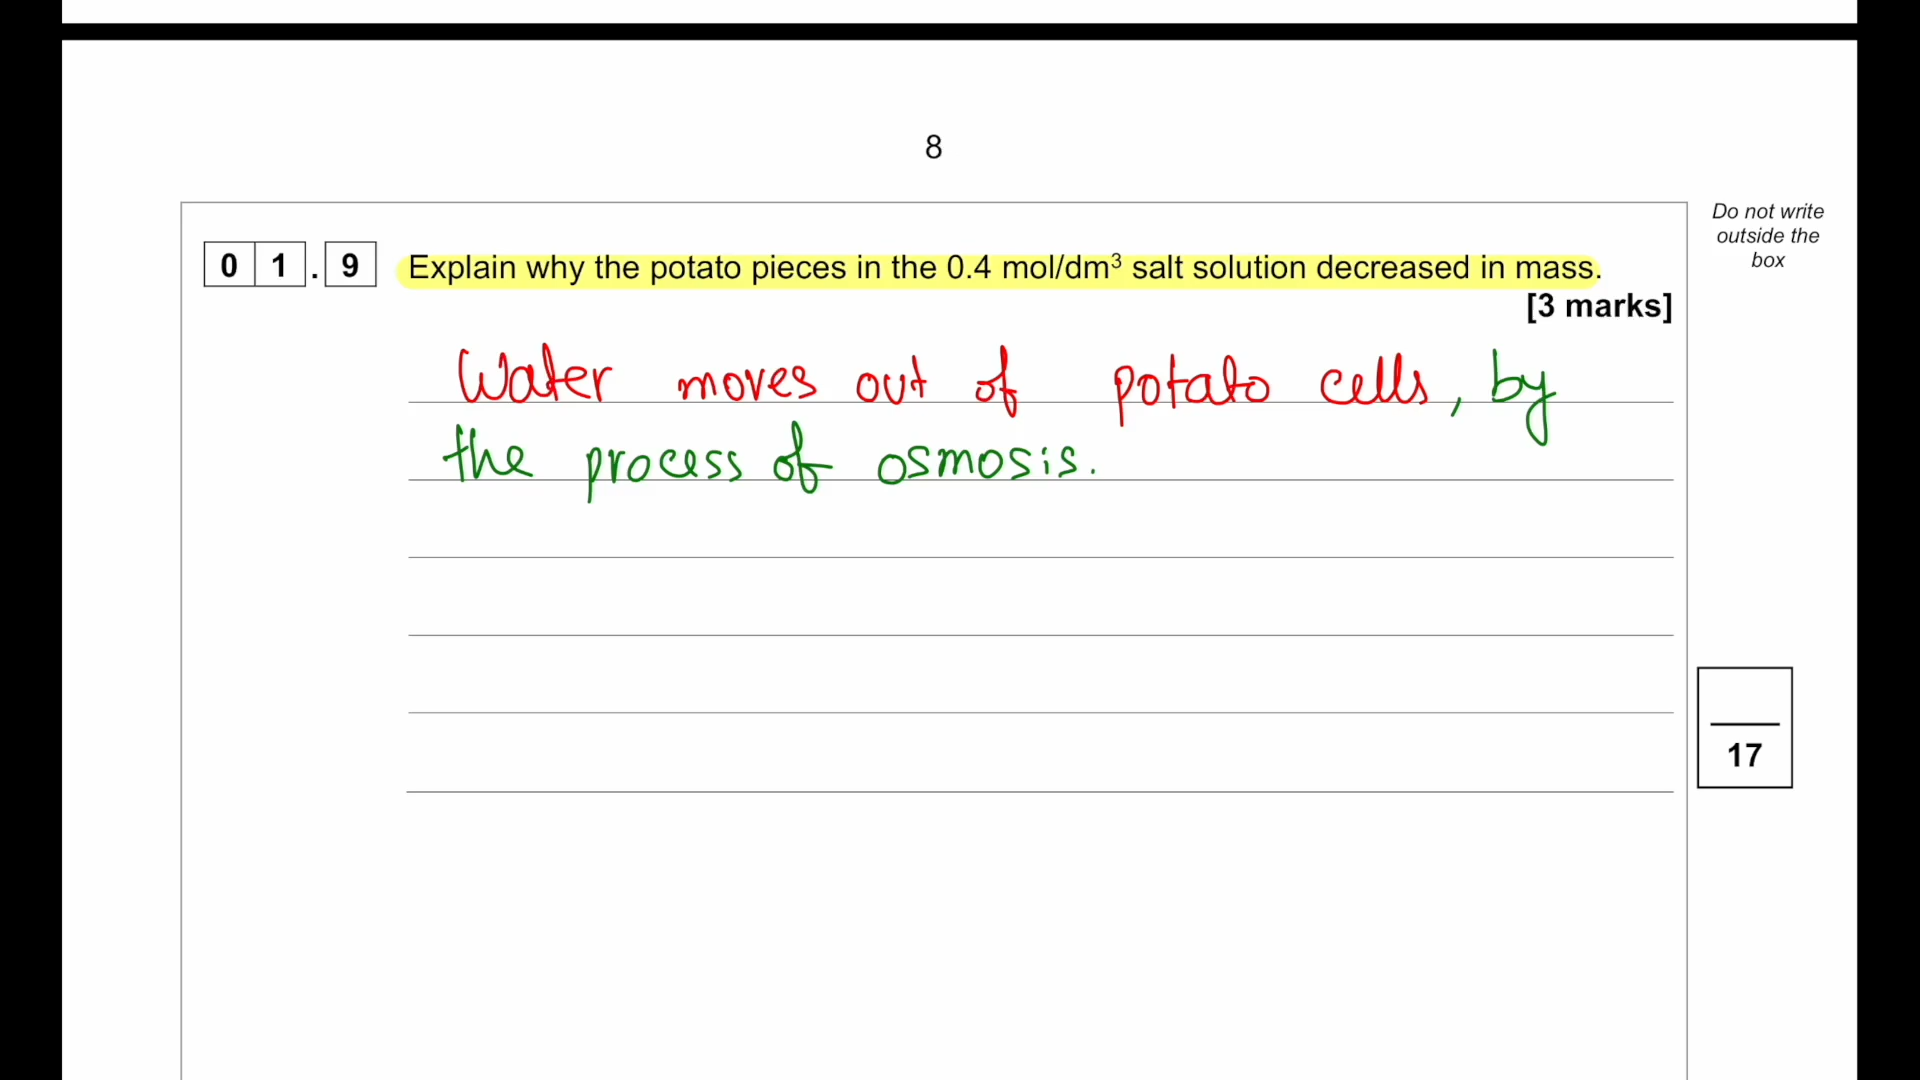 8
Do not write
outside the
box
0 1 . 9 Explain why the potato pieces in the 0.4 mol/dm³ salt solution decreased in mass.
[3 marks]
Water moves out of potato cells, by
the process of osmosis.
17